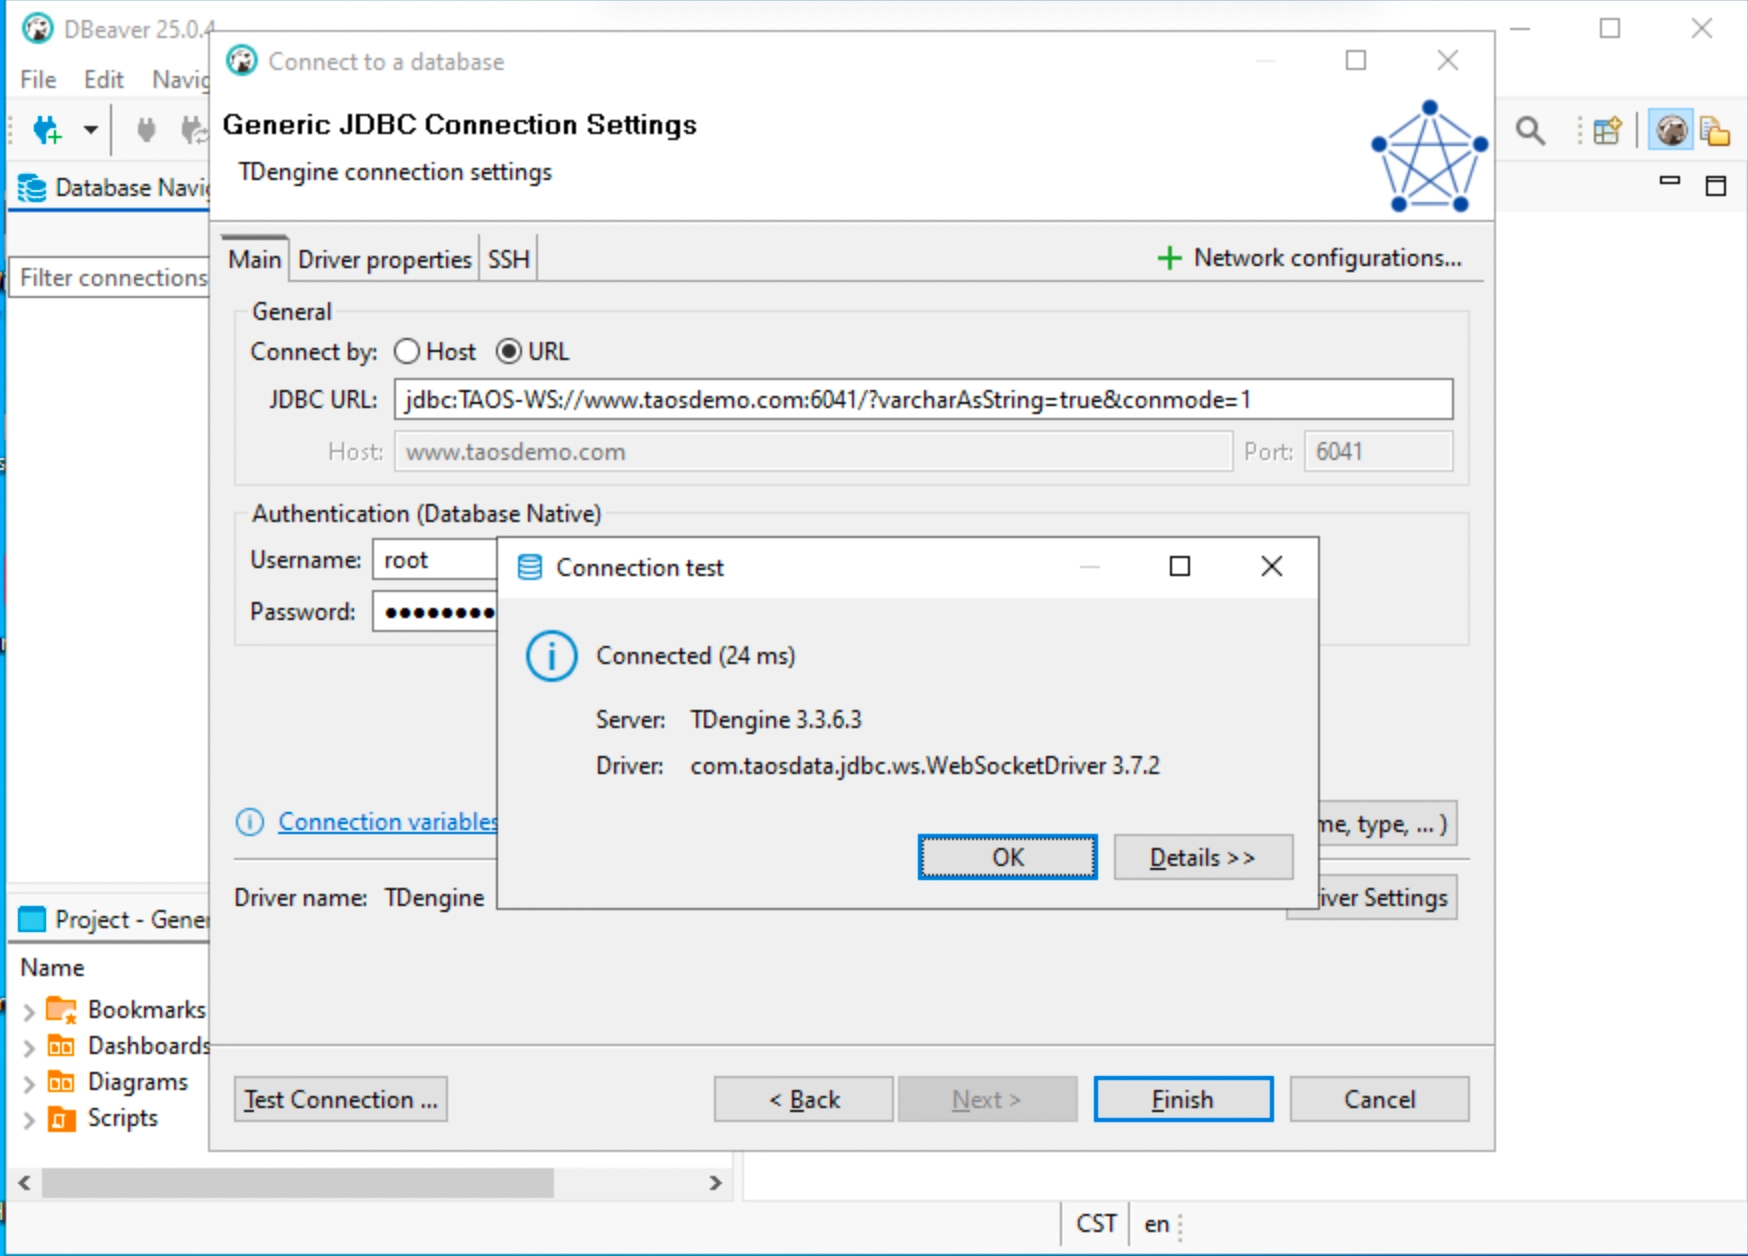 DBeaver 25.0.4
File Edit Navig
Database Navig
Filter connections
Connect to a database
Generic JDBC Connection Settings
TDengine connection settings
Main Driver properties SSH
Network configurations...
General
Connect by: Host URL
JDBC URL: jdbc:TAOS-WS://www.taosdemo.com:6041/?varcharAsString=true&conmode=1
Host: www.taosdemo.com Port: 6041
Authentication (Database Native)
Username: root
Password: ●●●●●●●●
Connection test
Connected (24 ms)
Server: TDengine 3.3.6.3
Driver: com.taosdata.jdbc.ws.WebSocketDriver 3.7.2
OK Details >>
Connection variables
me, type, ... )
Driver name: TDengine
iver Settings
Project - Gener
Name
Bookmarks
Dashboards
Diagrams
Scripts
Test Connection ... < Back Next > Finish Cancel
CST en